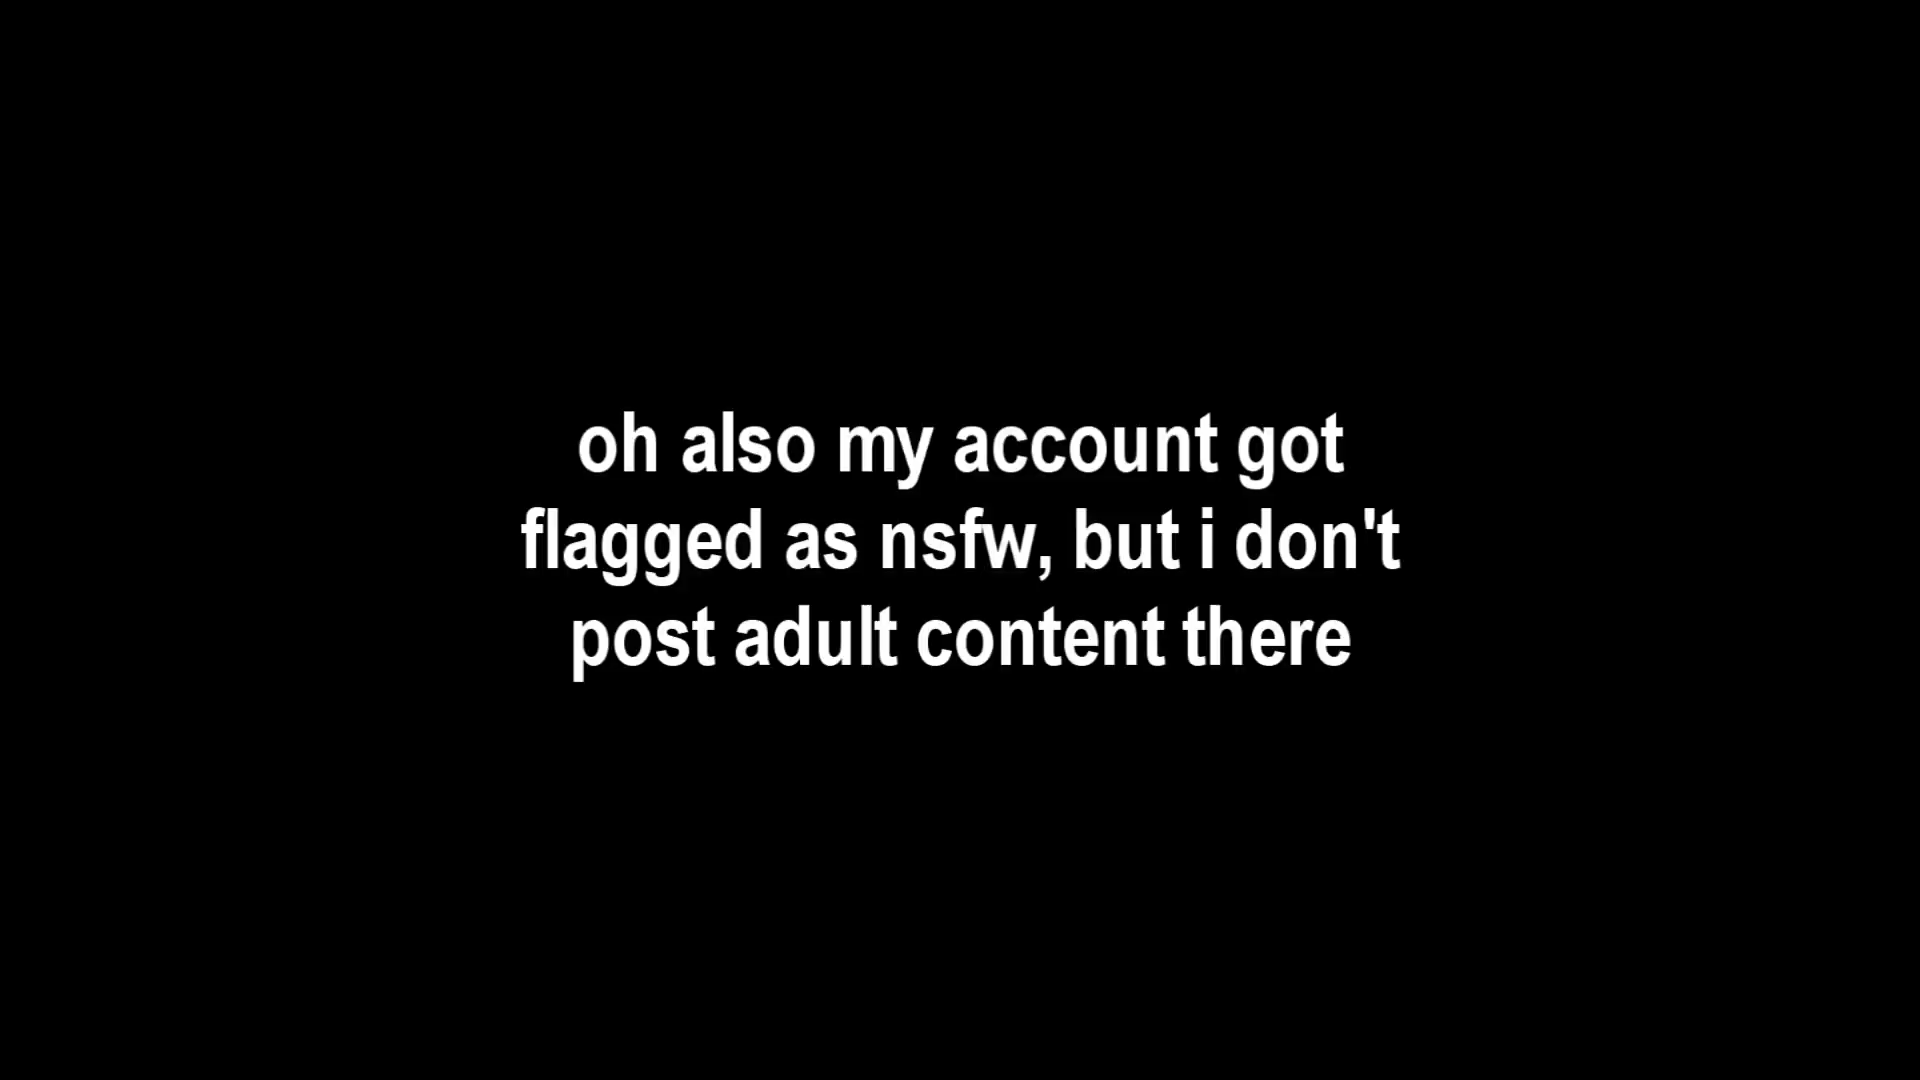 oh also my account got
flagged as nsfw, but i don't
post adult content there